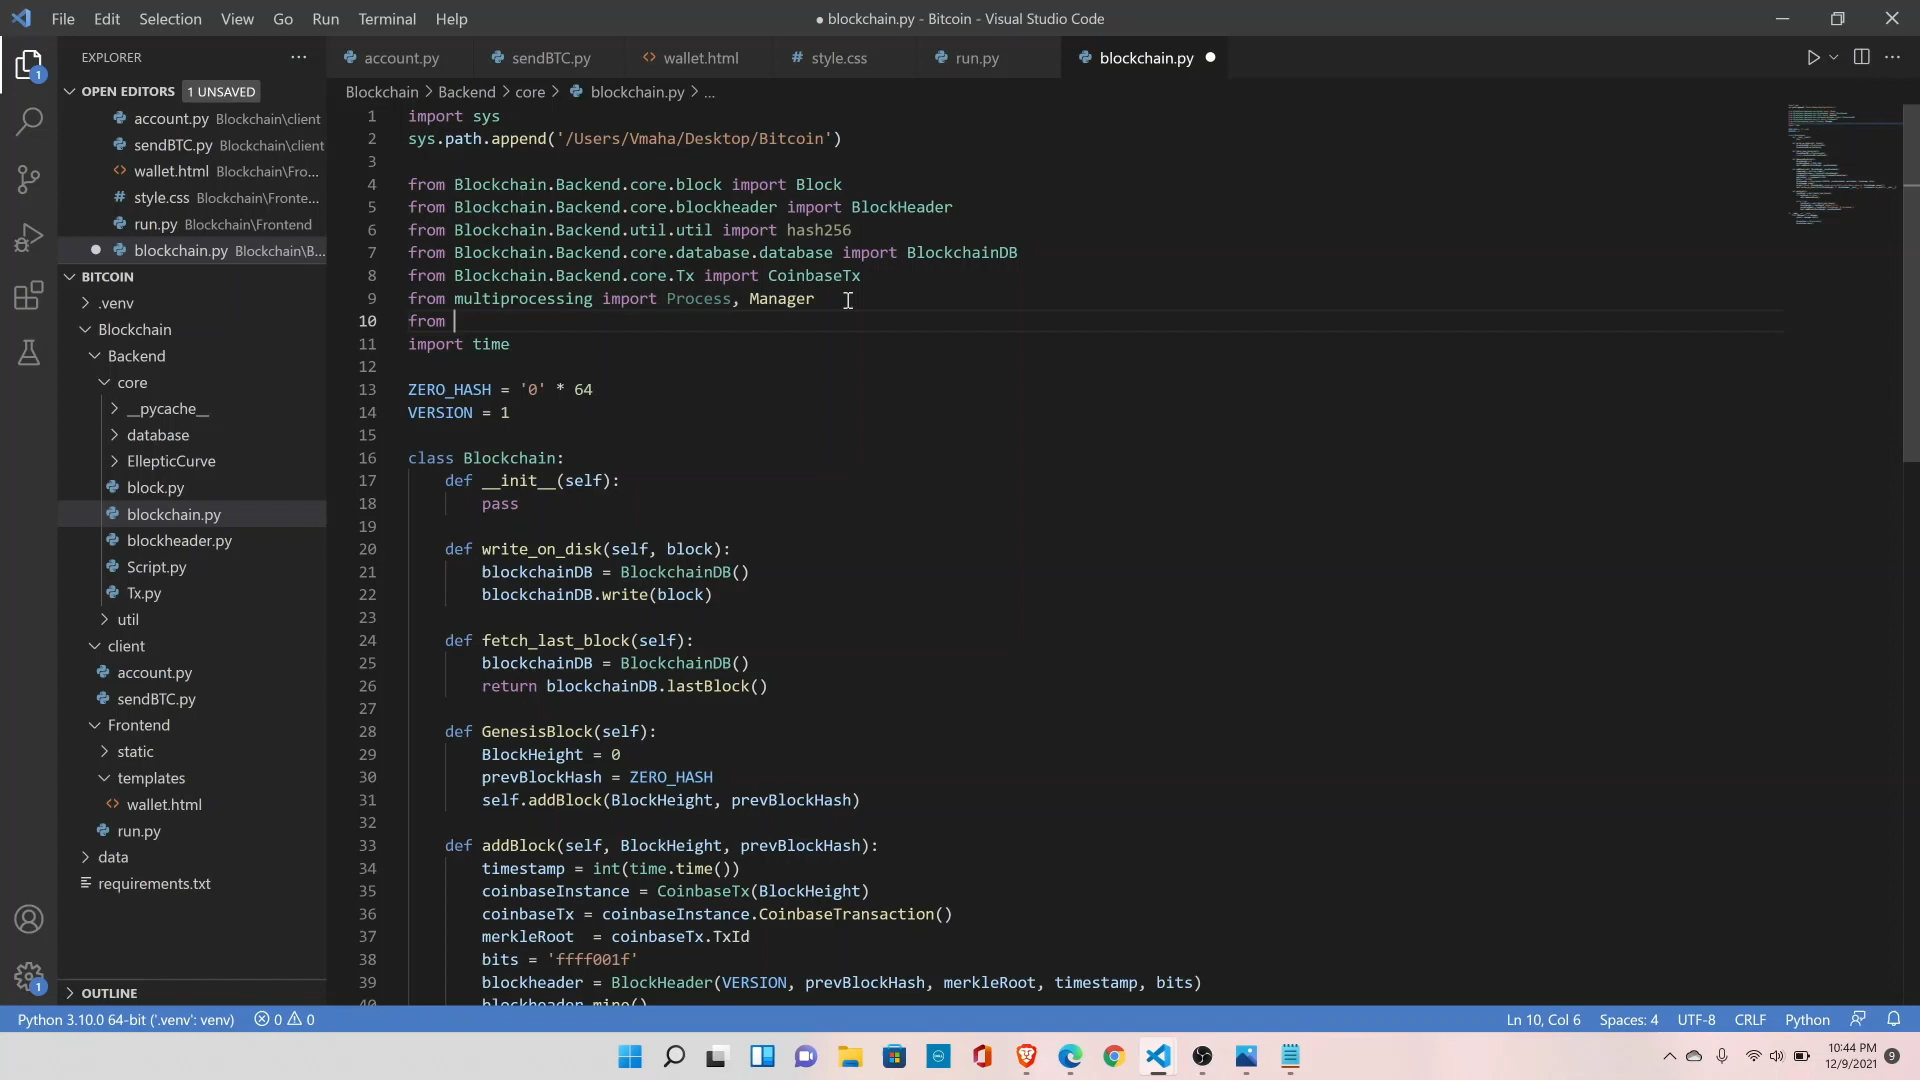 File Edit Selection View Go Run Terminal Help
● blockchain.py - Bitcoin - Visual Studio Code
EXPLORER
OPEN EDITORS 1 UNSAVED
account.py Blockchain\client
sendBTC.py Blockchain\client
wallet.html Blockchain\Fro...
style.css Blockchain\Fronte...
run.py Blockchain\Frontend
blockchain.py Blockchain\B...
BITCOIN
.venv
Blockchain
Backend
core
__pycache__
database
EllepticCurve
block.py
blockchain.py
blockheader.py
Script.py
Tx.py
util
client
account.py
sendBTC.py
Frontend
static
templates
wallet.html
run.py
data
requirements.txt
OUTLINE
1
1
account.py sendBTC.py wallet.html style.css run.py blockchain.py
Blockchain > Backend > core > blockchain.py > ...
1 import sys
2 sys.path.append('/Users/Vmaha/Desktop/Bitcoin')
3
4 from Blockchain.Backend.core.block import Block
5 from Blockchain.Backend.core.blockheader import BlockHeader
6 from Blockchain.Backend.util.util import hash256
7 from Blockchain.Backend.core.database.database import BlockchainDB
8 from Blockchain.Backend.core.Tx import CoinbaseTx
9 from multiprocessing import Process, Manager
10 from
11 import time
12
13 ZERO_HASH = '0' * 64
14 VERSION = 1
15
16 class Blockchain:
17 def __init__(self):
18 pass
19
20 def write_on_disk(self, block):
21 blockchainDB = BlockchainDB()
22 blockchainDB.write(block)
23
24 def fetch_last_block(self):
25 blockchainDB = BlockchainDB()
26 return blockchainDB.lastBlock()
27
28 def GenesisBlock(self):
29 BlockHeight = 0
30 prevBlockHash = ZERO_HASH
31 self.addBlock(BlockHeight, prevBlockHash)
32
33 def addBlock(self, BlockHeight, prevBlockHash):
34 timestamp = int(time.time())
35 coinbaseInstance = CoinbaseTx(BlockHeight)
36 coinbaseTx = coinbaseInstance.CoinbaseTransaction()
37 merkleRoot  = coinbaseTx.TxId
38 bits = 'ffff001f'
39 blockheader = BlockHeader(VERSION, prevBlockHash, merkleRoot, timestamp, bits)
40 blockheader.mine()
Python 3.10.0 64-bit ('.venv': venv) 0 0 Ln 10, Col 6 Spaces: 4 UTF-8 CRLF Python
10:44 PM
12/9/2021
9